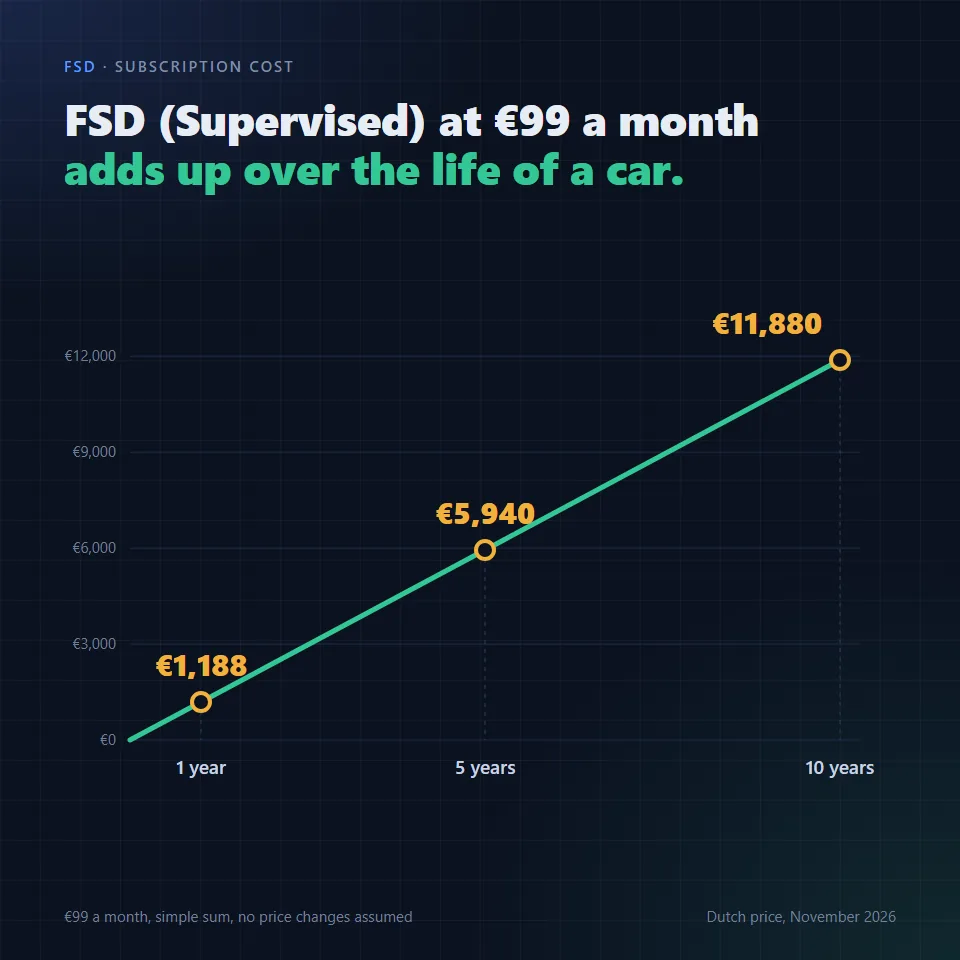 FSD · SUBSCRIPTION COST
FSD (Supervised) at €99 a month
adds up over the life of a car.
€11,880
€12,000
€9,000
€5,940
€6,000
€3,000
€1,188
€0
1 year
5 years
10 years
€99 a month, simple sum, no price changes assumed
Dutch price, November 2026